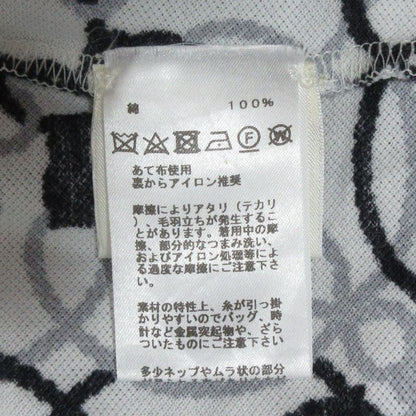 綿 100%
あて布使用
裏からアイロン推奨
摩擦によりアタリ（テカリ
）、毛羽立ちが発生するこ
とがあります。着用中の摩
擦、部分的なつまみ洗い、
およびアイロン処理等によ
る過度な摩擦にご注意下さ
い。
素材の特性上、糸が引っ掛
かりやすいのでバッグ、時
計など金属突起物や、ざら
ついたものにご注意下さい
多少ネップやムラ状の部分